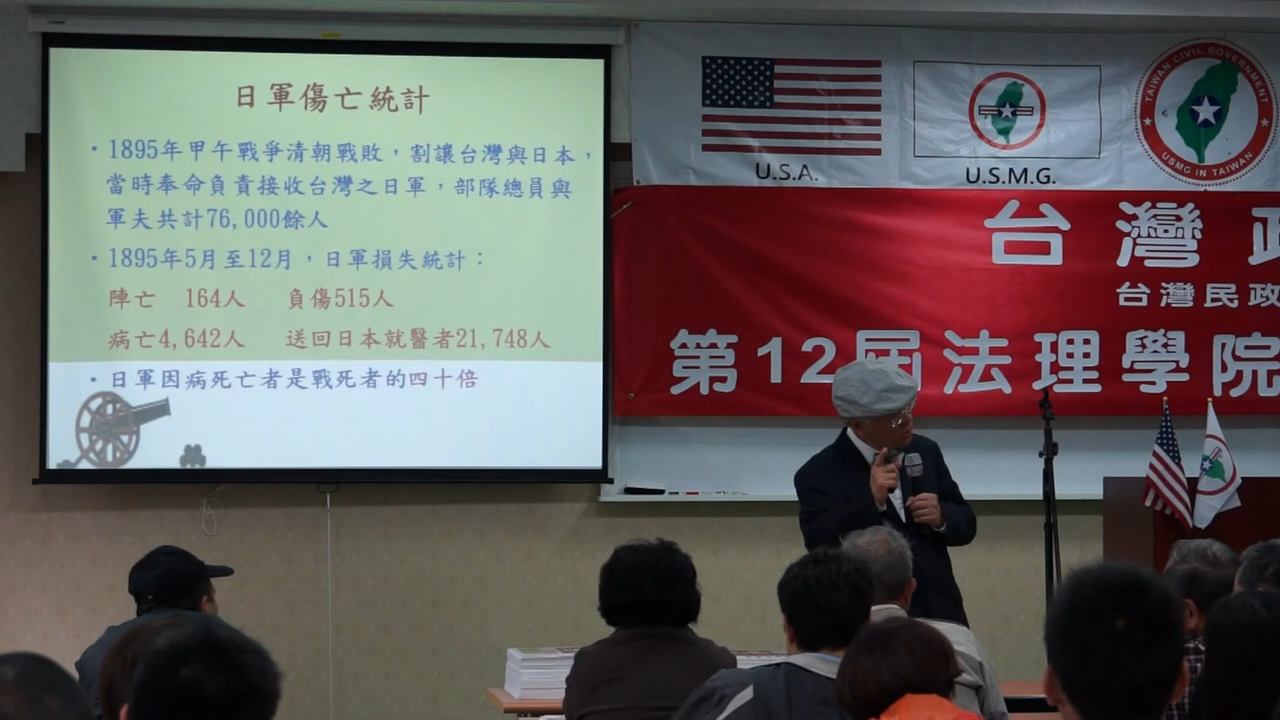 日軍傷亡統計
・1895年甲午戰爭清朝戰敗，割讓台灣與日本，
當時奉命負責接收台灣之日軍，部隊總員與
軍夫共計76,000餘人
・1895年5月至12月，日軍損失統計：
陣亡 164人 負傷515人
病亡4,642人 送回日本就醫者21,748人
・日軍因病死亡者是戰死者的四十倍
U.S.A.
U.S.M.G.
TAIWAN CIVIL GOVERNMENT
USMG IN TAIWAN
台灣政
台灣民政
第12屆法理學院